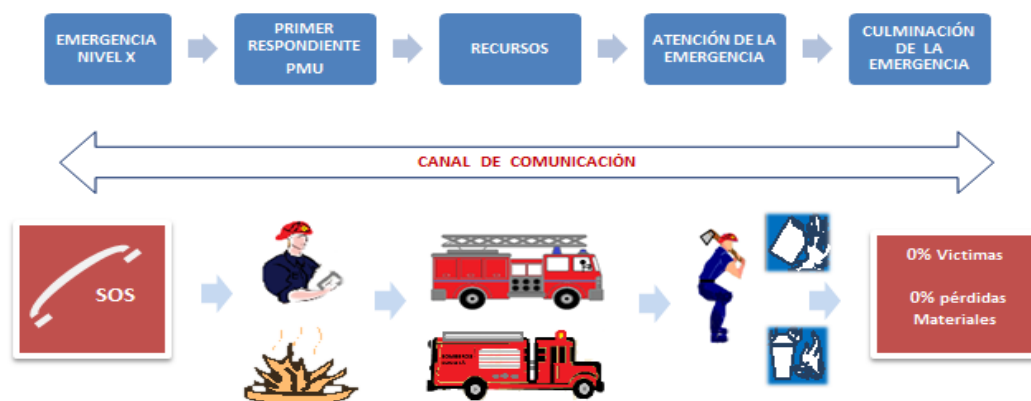 EMERGENCIA
NIVEL X
PRIMER
RESPONDIENTE
PMU
RECURSOS
ATENCIÓN DE LA
EMERGENCIA
CULMINACIÓN
DE LA
EMERGENCIA
CANAL DE COMUNICACIÓN
SOS
BOMBEROS
0% Victimas
0% pérdidas
Materiales